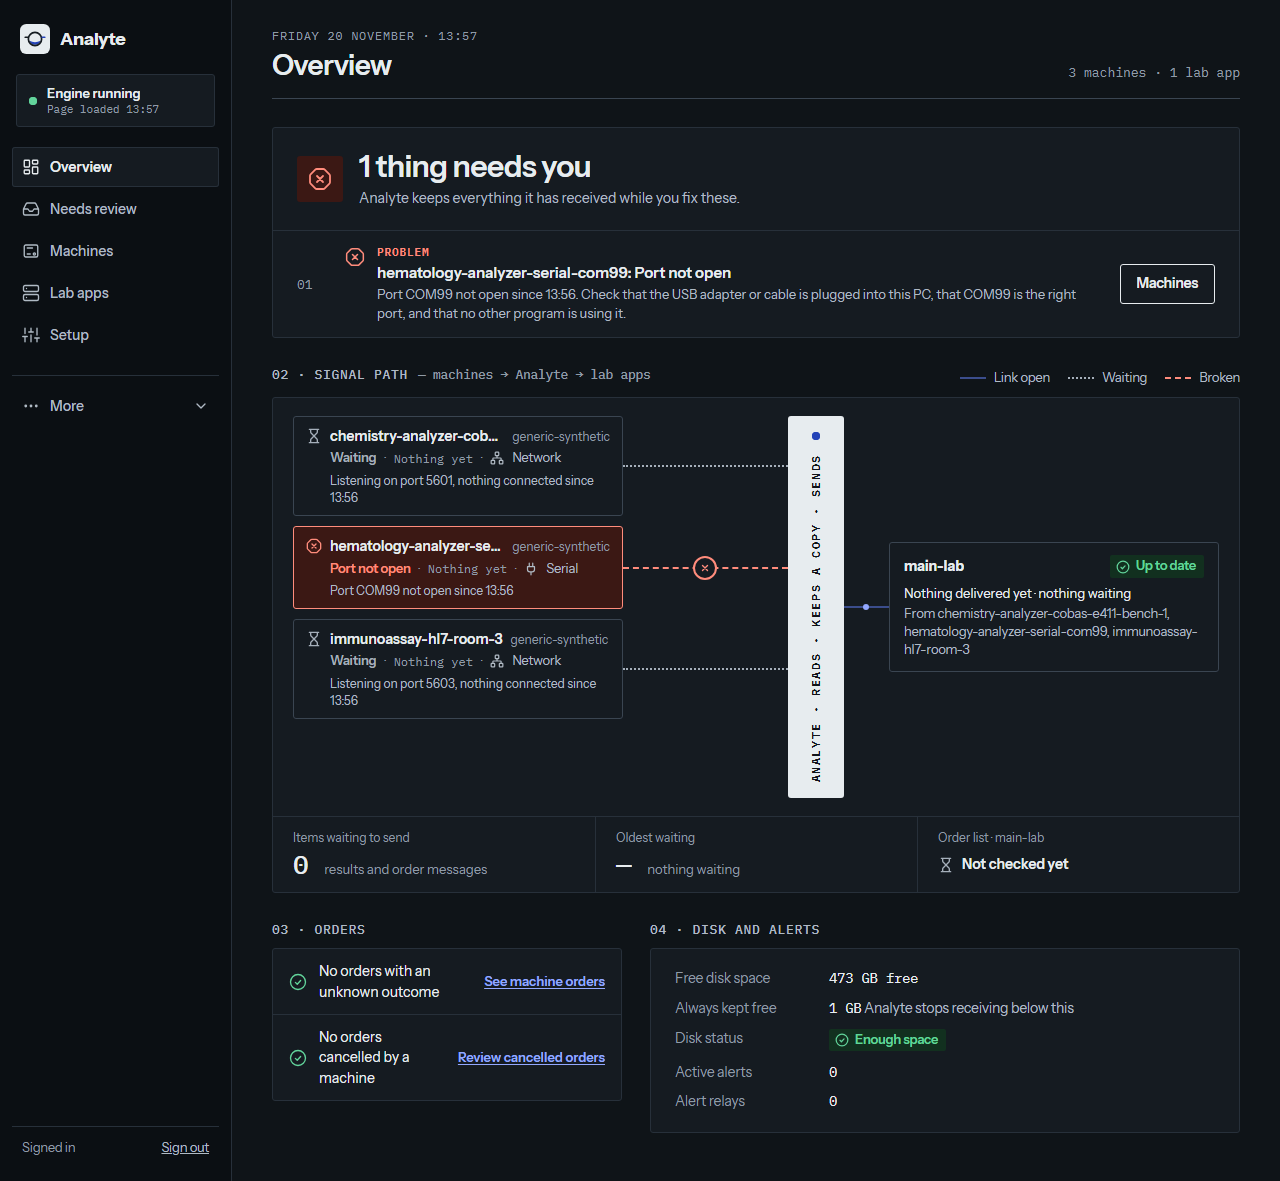 Analyte
Engine running
Page loaded 13:57
Overview
Needs review
Machines
Lab apps
Setup
More
Signed in
Sign out
FRIDAY 20 NOVEMBER · 13:57
Overview
3 machines · 1 lab app
1 thing needs you
Analyte keeps everything it has received while you fix these.
01
PROBLEM
hematology-analyzer-serial-com99: Port not open
Port COM99 not open since 13:56. Check that the USB adapter or cable is plugged into this PC, that COM99 is the right
port, and that no other program is using it.
Machines
02 · SIGNAL PATH — machines → Analyte → lab apps
Link open
Waiting
Broken
chemistry-analyzer-cob... generic-synthetic
Waiting · Nothing yet · Network
Listening on port 5601, nothing connected since
13:56
hematology-analyzer-se... generic-synthetic
Port not open · Nothing yet · Serial
Port COM99 not open since 13:56
immunoassay-hl7-room-3 generic-synthetic
Waiting · Nothing yet · Network
Listening on port 5603, nothing connected since
13:56
ANALYTE · READS · KEEPS A COPY · SENDS
main-lab
Up to date
Nothing delivered yet · nothing waiting
From chemistry-analyzer-cobas-e411-bench-1,
hematology-analyzer-serial-com99, immunoassay-
hl7-room-3
Items waiting to send
0 results and order messages
Oldest waiting
— nothing waiting
Order list · main-lab
Not checked yet
03 · ORDERS
No orders with an
unknown outcome
See machine orders
No orders
cancelled by a
machine
Review cancelled orders
04 · DISK AND ALERTS
Free disk space 473 GB free
Always kept free 1 GB Analyte stops receiving below this
Disk status Enough space
Active alerts 0
Alert relays 0